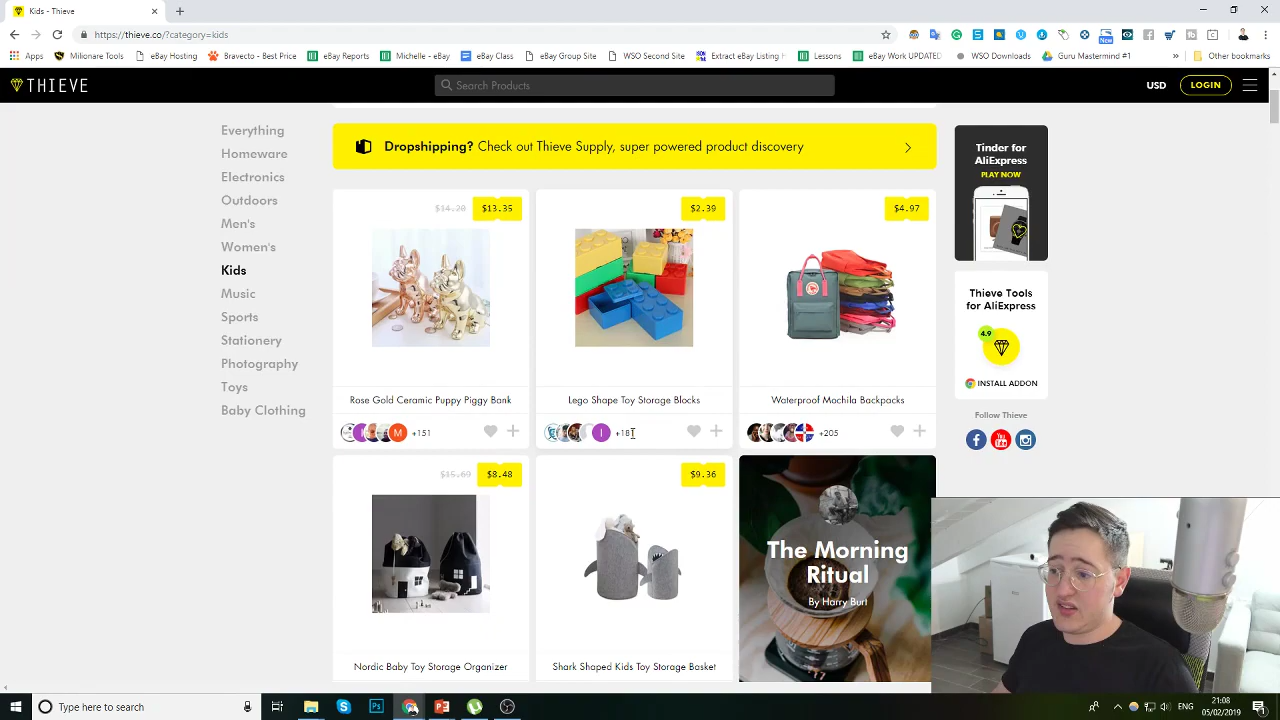 Kids - Thieve
https://thieve.co/?category=kids
Apps
Milionare Tools
eBay Hosting
Bravecto - Best Price
eBay Reports
Michelle - eBay
eBay Class
eBay Group Site
WSO Second Site
Extract eBay Listing
Lessons
eBay Work UPDATED
WSO Downloads
Guru Mastermind #1
Other bookmarks
New
THIEVE
Search Products
USD
LOGIN
Everything
Homeware
Electronics
Outdoors
Men's
Women's
Kids
Music
Sports
Stationery
Photography
Toys
Baby Clothing
Dropshipping? Check out Thieve Supply, super powered product discovery
$14.28 $13.35
Rose Gold Ceramic Puppy Piggy Bank
+151
$2.39
Lego Shape Toy Storage Blocks
+181
$4.97
Waterproof Mochila Backpacks
+205
$15.69 $8.48
Nordic Baby Toy Storage Organizer
$9.36
Shark Shaped Kids Toy Storage Basket
The Morning
Ritual
By Harry Burt
Tinder for
AliExpress
PLAY NOW
Thieve Tools
for AliExpress
4.9
INSTALL ADDON
Follow Thieve
Type here to search
ENG
21:08
05/02/2019